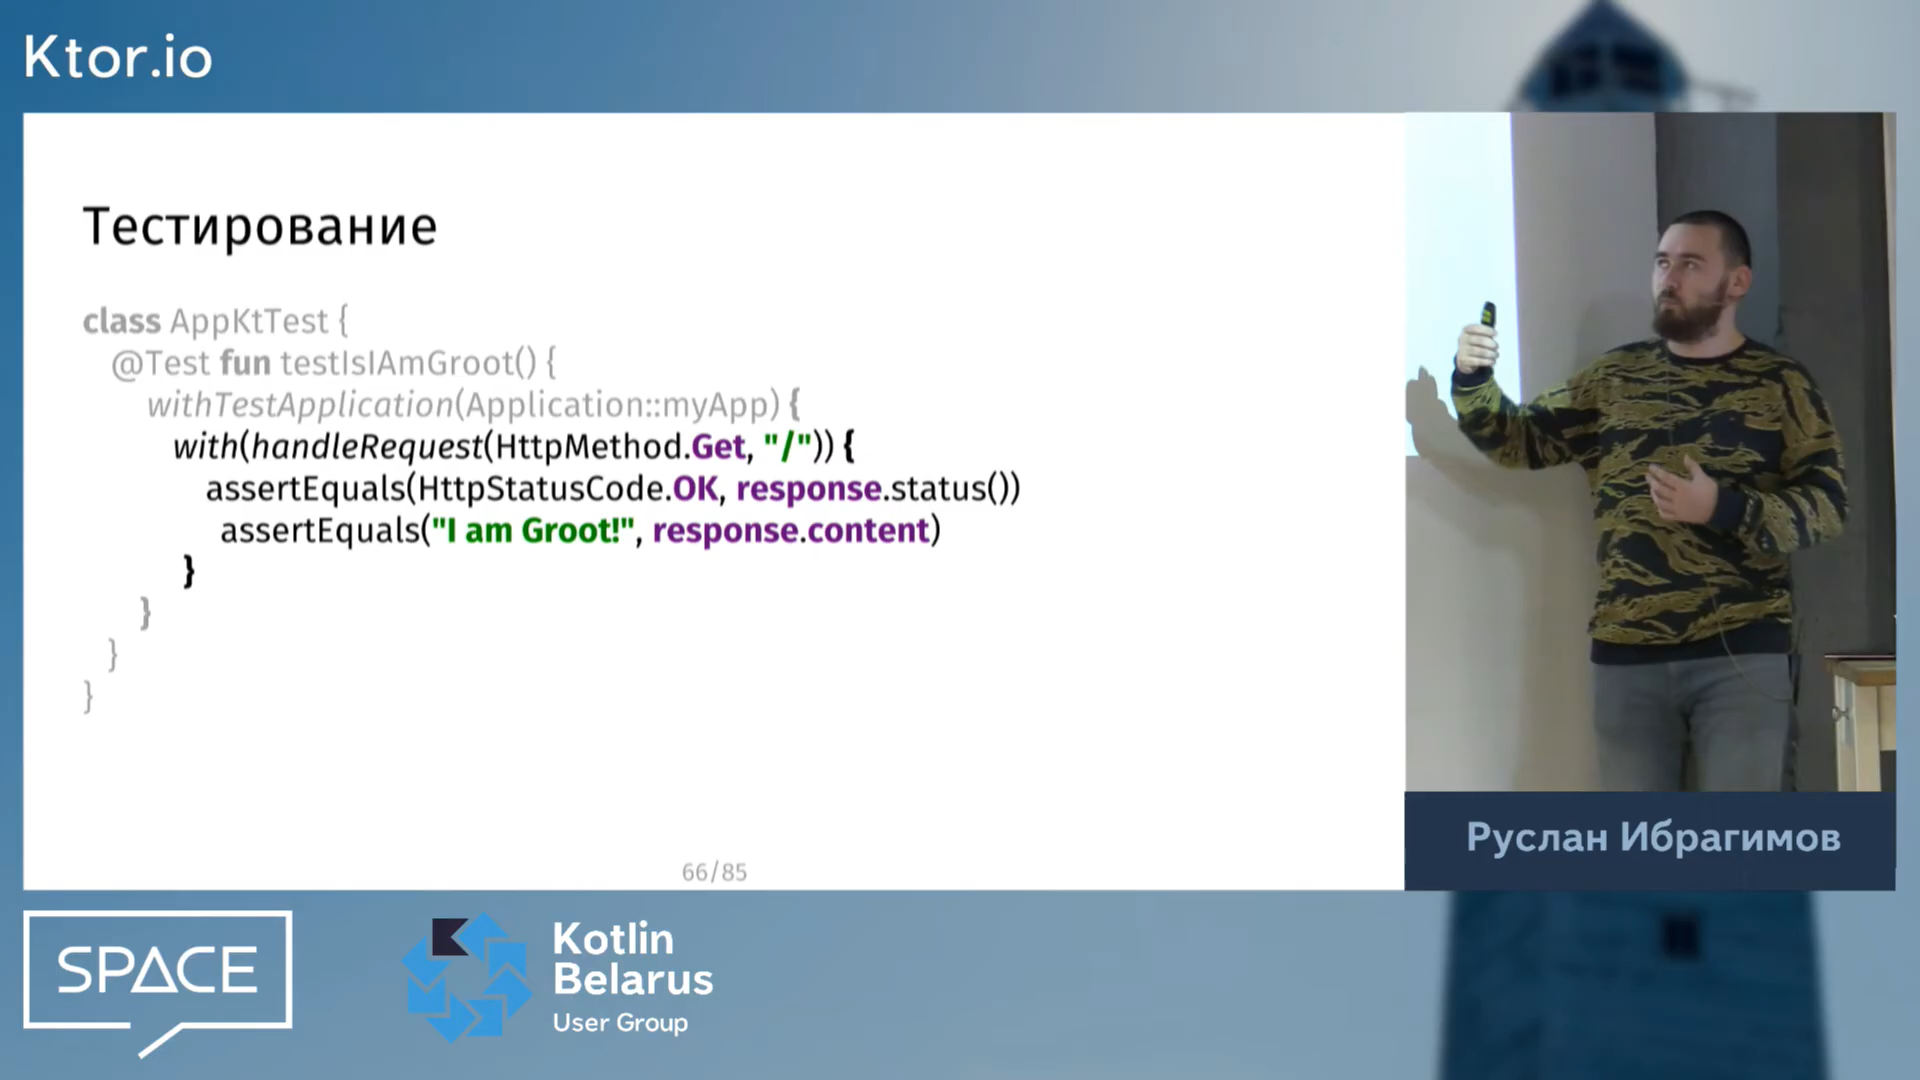 Ktor.io
Тестирование
class AppKtTest {
@Test fun testIsIAmGroot() {
withTestApplication(Application::myApp) {
with(handleRequest(HttpMethod.Get, "/")) {
assertEquals(HttpStatusCode.OK, response.status())
assertEquals("I am Groot!", response.content)
}
}
}
}
66/85
Руслан Ибрагимов
SPACE
Kotlin
Belarus
User Group